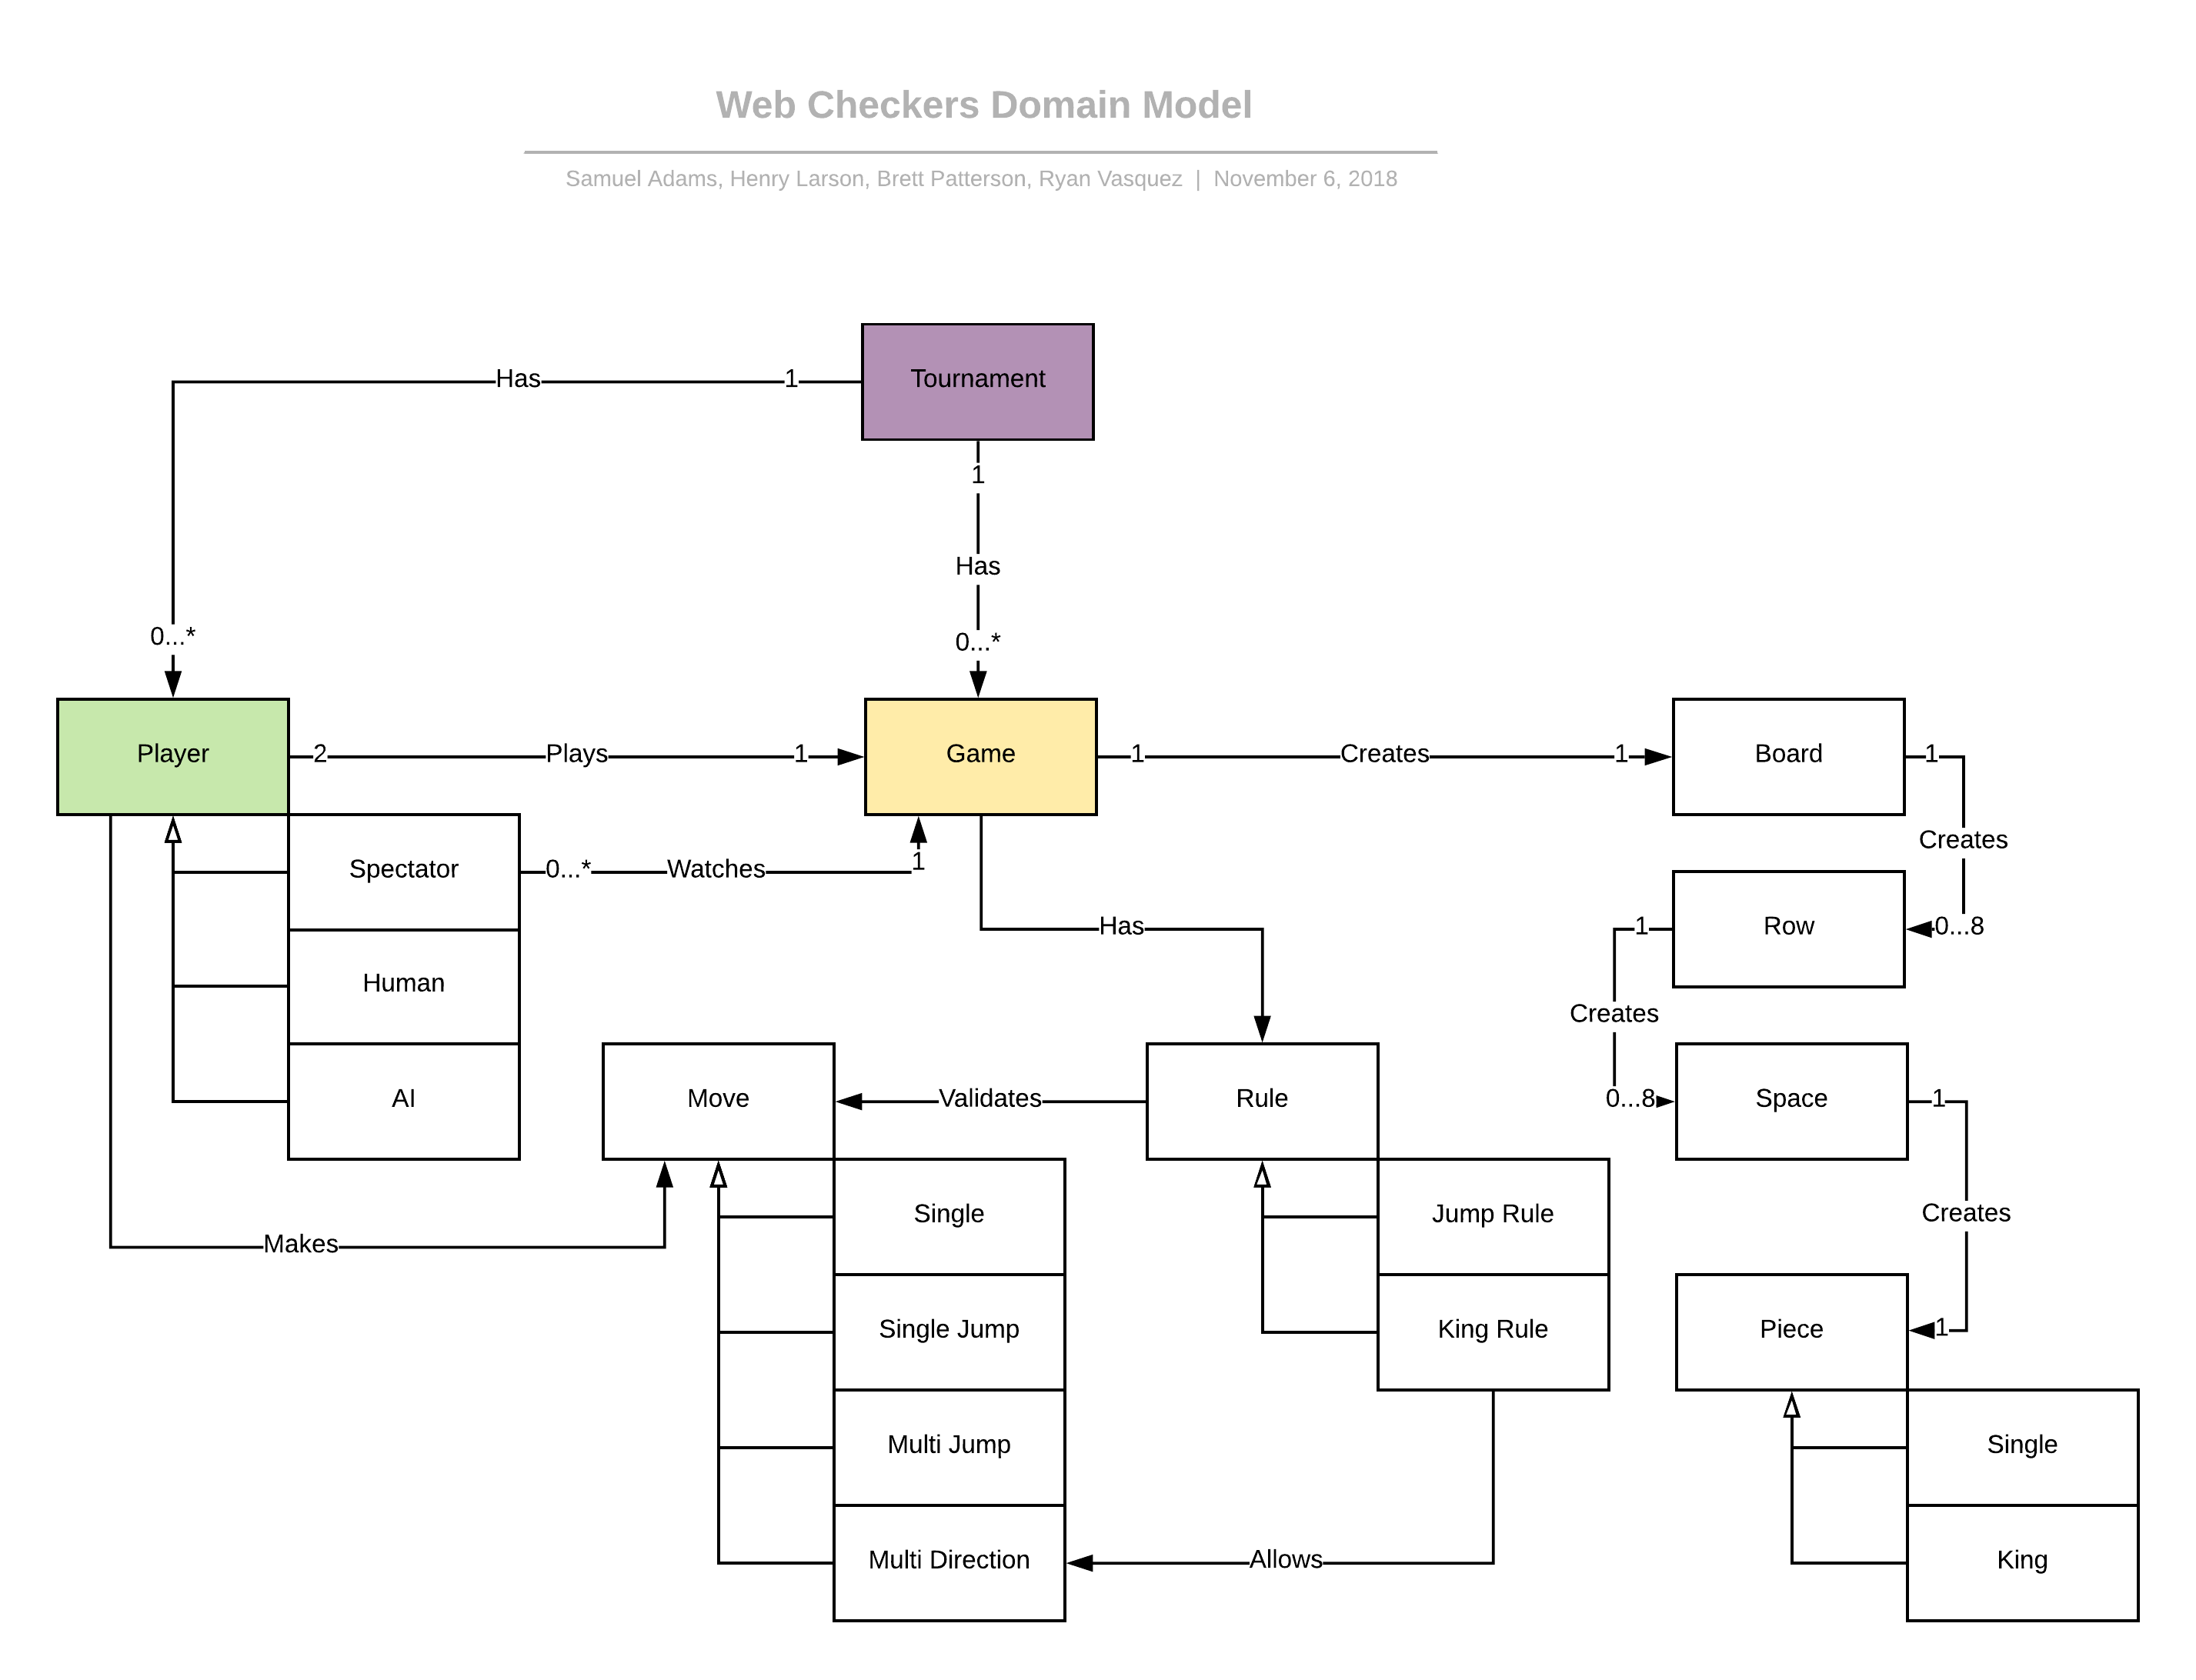 Web Checkers Domain Model
Samuel Adams, Henry Larson, Brett Patterson, Ryan Vasquez | November 6, 2018
Has
1
Tournament
1
Has
0...*
0...*
Player
2
Plays
1
Game
1
Creates
1
Board
1
Creates
Spectator
0...*
Watches
1
Has
Row
1
0...8
Human
Creates
AI
Move
Validates
Rule
0...8
Space
1
Makes
Single
Jump Rule
Creates
Single Jump
King Rule
Piece
1
Multi Jump
Single
Multi Direction
Allows
King